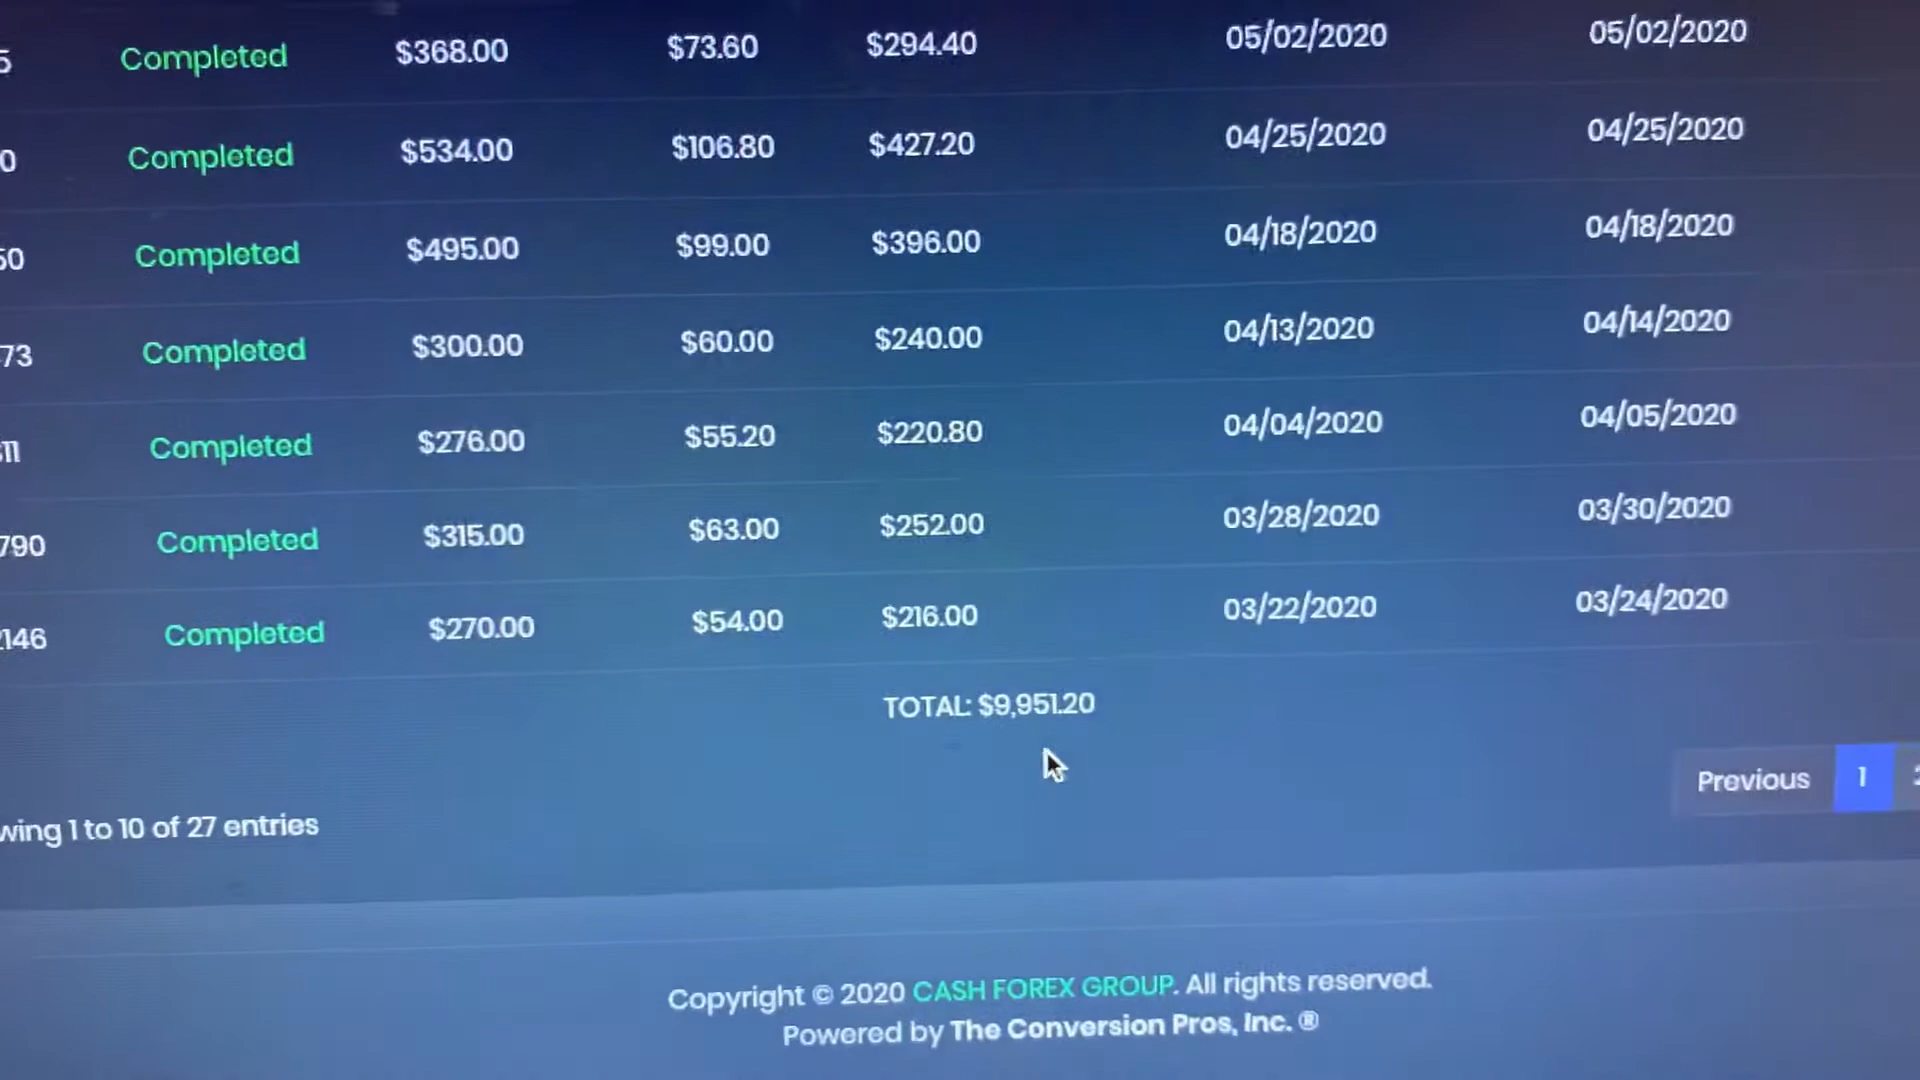 5 Completed $368.00 $73.60 $294.40 05/02/2020 05/02/2020
0 Completed $534.00 $106.80 $427.20 04/25/2020 04/25/2020
50 Completed $495.00 $99.00 $396.00 04/18/2020 04/18/2020
73 Completed $300.00 $60.00 $240.00 04/13/2020 04/14/2020
11 Completed $276.00 $55.20 $220.80 04/04/2020 04/05/2020
790 Completed $315.00 $63.00 $252.00 03/28/2020 03/30/2020
146 Completed $270.00 $54.00 $216.00 03/22/2020 03/24/2020
TOTAL: $9,951.20
Previous 1
wing 1 to 10 of 27 entries
Copyright © 2020 CASH FOREX GROUP. All rights reserved.
Powered by The Conversion Pros, Inc. ®